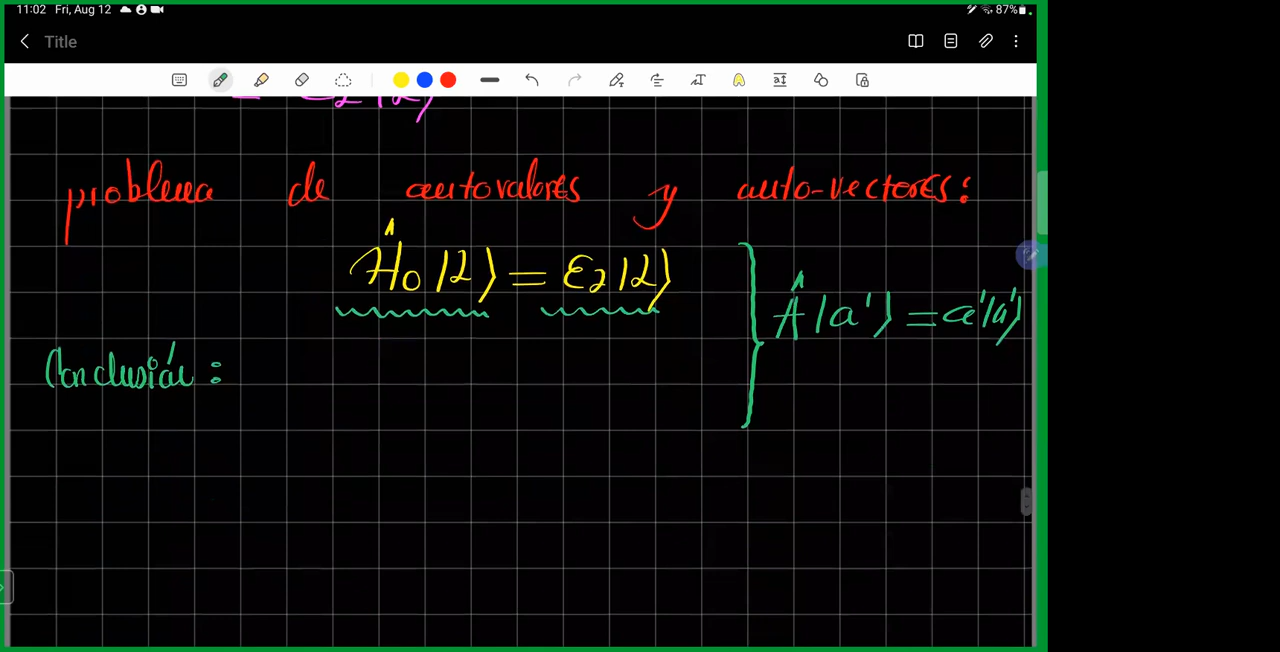 11:02 Fri, Aug 12 87%
Title
problema de autovalores y auto-vectores:
Ĥ₀|2⟩ = ε₂|2⟩
Â|a'⟩ = a'|a'⟩
Conclusión: